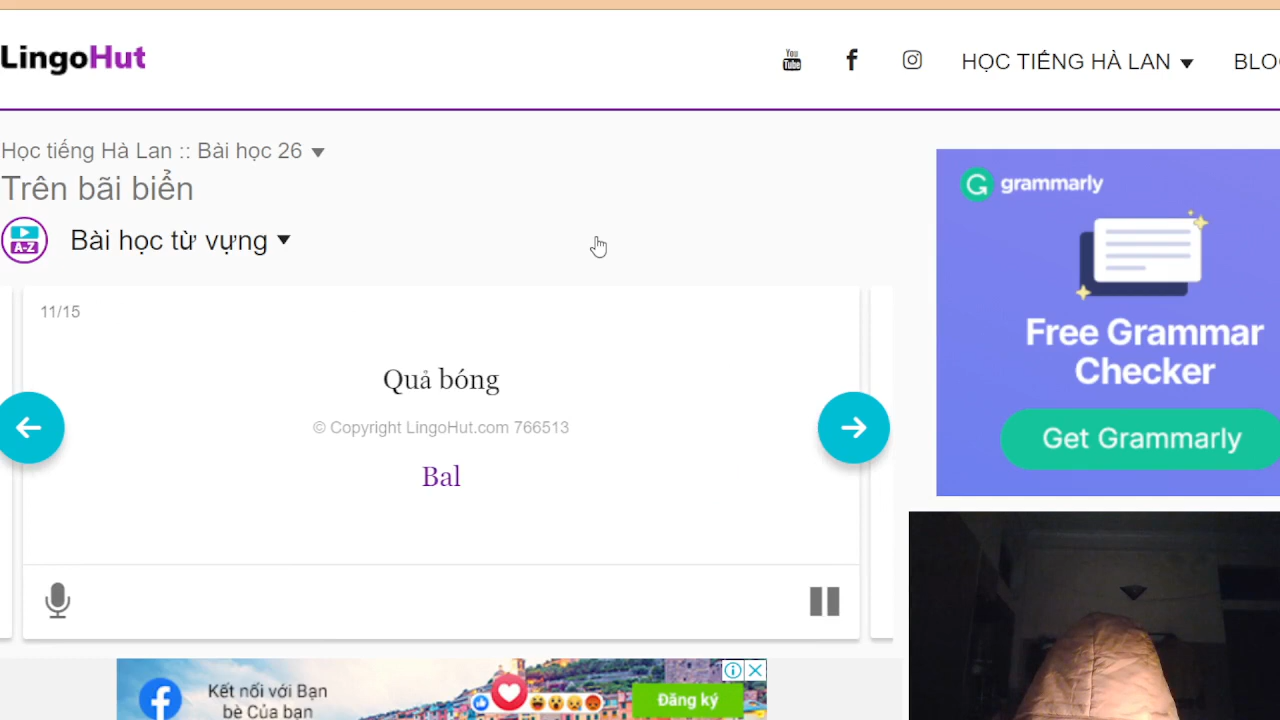 LingoHut
You Tube
HỌC TIẾNG HÀ LAN
BLO
Học tiếng Hà Lan :: Bài học 26
Trên bãi biển
A-Z
Bài học từ vựng
11/15
Quả bóng
© Copyright LingoHut.com 766513
Bal
grammarly
Free Grammar
Checker
Get Grammarly
Kết nối với Bạn
bè Của bạn
Đăng ký